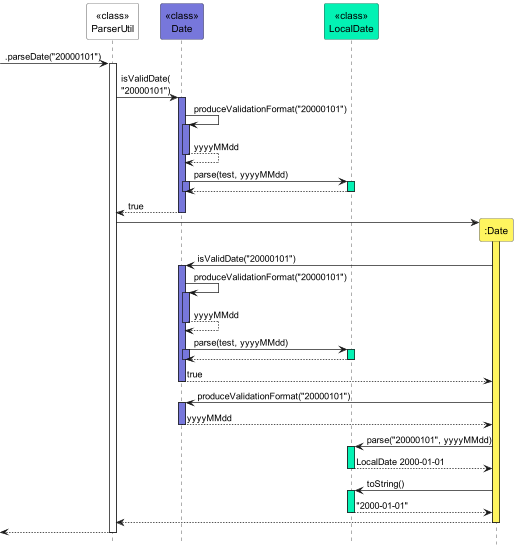 «class»
ParserUtil
«class»
Date
«class»
LocalDate
.parseDate("20000101")
isValidDate(
"20000101")
produceValidationFormat("20000101")
yyyyMMdd
parse(test, yyyyMMdd)
true
:Date
isValidDate("20000101")
produceValidationFormat("20000101")
yyyyMMdd
parse(test, yyyyMMdd)
true
produceValidationFormat("20000101")
yyyyMMdd
parse("20000101", yyyyMMdd)
LocalDate 2000-01-01
toString()
"2000-01-01"